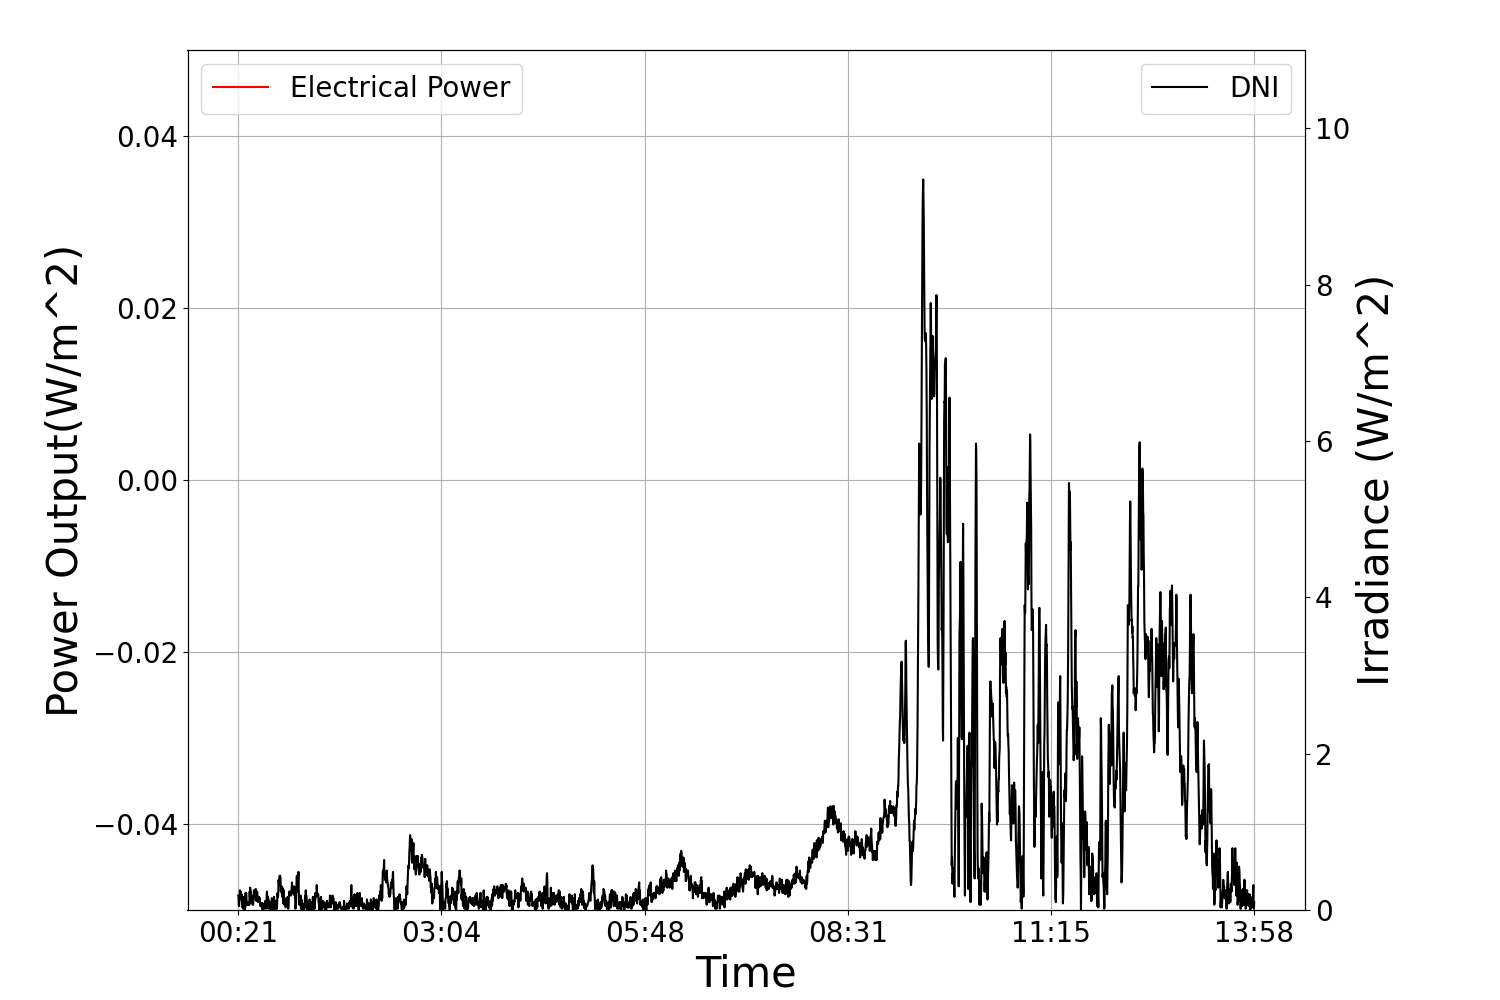 Electrical Power
DNI
0.04
0.02
0.00
−0.02
−0.04
Power Output(W/m^2)
10
8
6
4
2
0
Irradiance (W/m^2)
00:21 03:04 05:48 08:31 11:15 13:58
Time